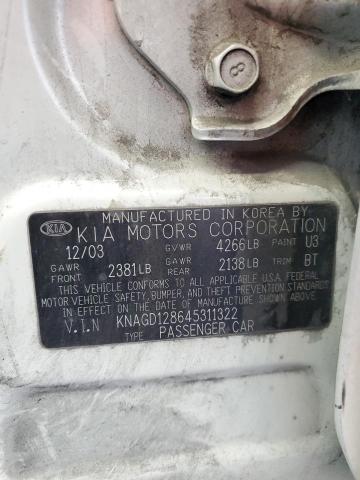 MANUFACTURED IN KOREA BY
KIA KIA MOTORS CORPORATION
12/03 GVWR 4266LB PAINT U3
GAWR FRONT 2381LB GAWR REAR 2138LB TRIM BT
THIS VEHICLE CONFORMS TO ALL APPLICABLE U.S.A. FEDERAL
MOTOR VEHICLE SAFETY, BUMPER, AND THEFT PREVENTION STANDARDS
IN EFFECT ON THE DATE OF MANUFACTURE SHOWN ABOVE.
V.I.N KNAGD128645311322
TYPE PASSENGER CAR
8